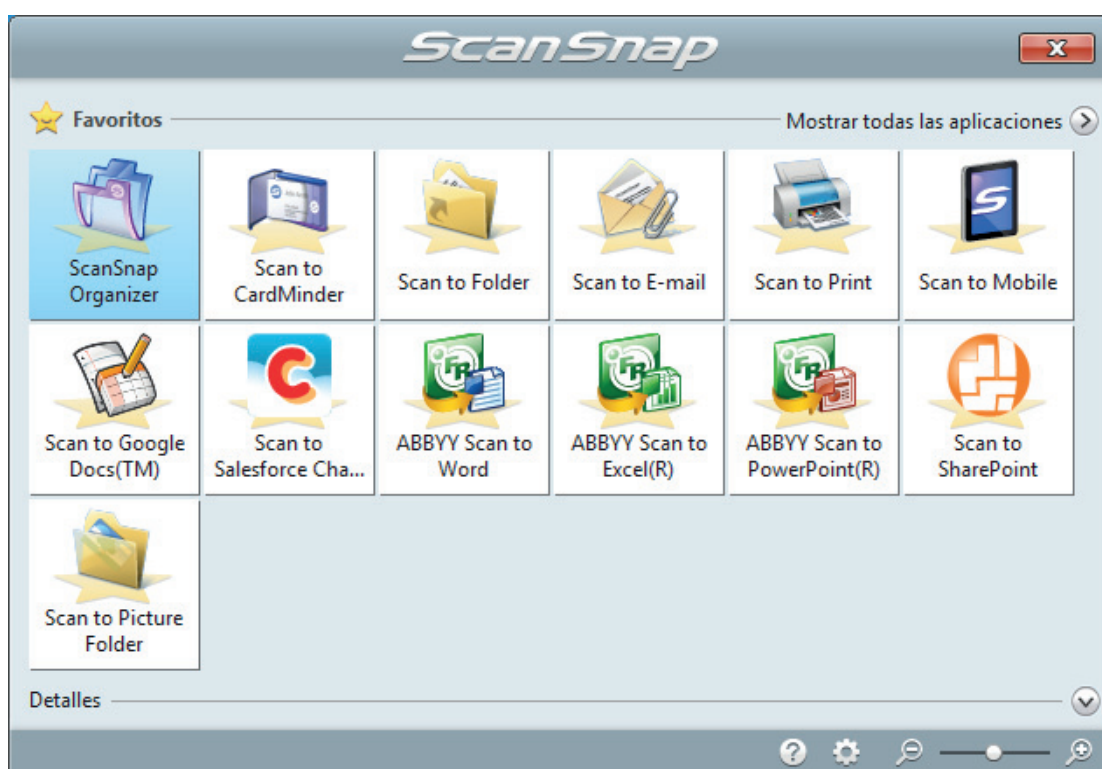 ScanSnap
Favoritos
Mostrar todas las aplicaciones
ScanSnap
Organizer
Scan to
CardMinder
Scan to Folder
Scan to E-mail
Scan to Print
Scan to Mobile
Scan to Google
Docs(TM)
Scan to
Salesforce Cha...
ABBYY Scan to
Word
ABBYY Scan to
Excel(R)
ABBYY Scan to
PowerPoint(R)
Scan to
SharePoint
Scan to Picture
Folder
Detalles